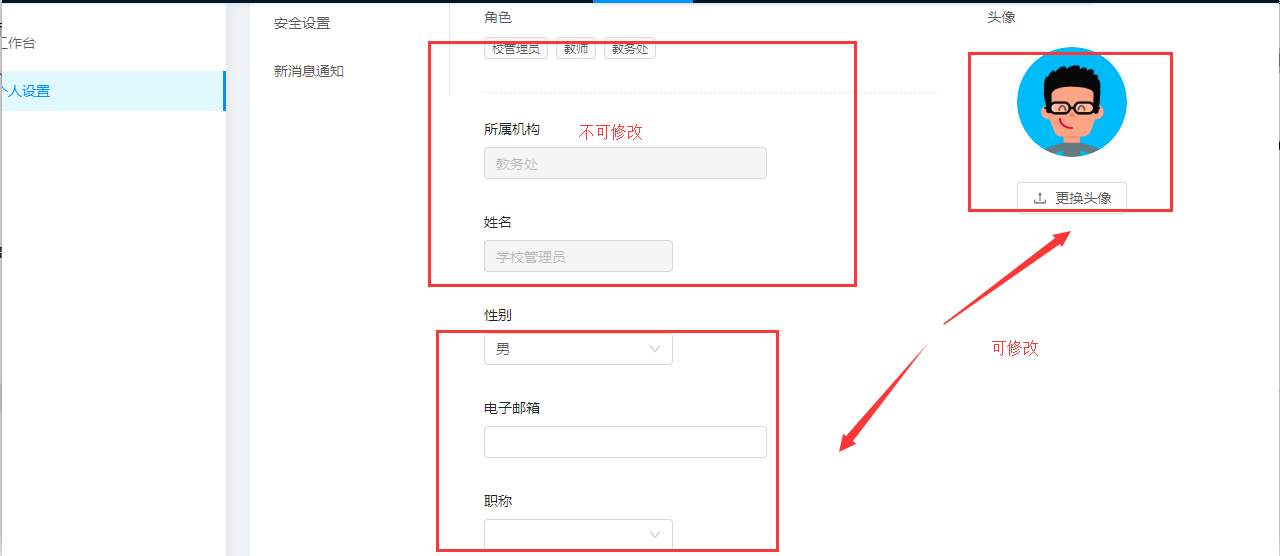 工作台
个人设置
安全设置
新消息通知
角色
校管理员 教师 教务处
所属机构
不可修改
教务处
姓名
学校管理员
性别
男
电子邮箱
职称
头像
更换头像
可修改